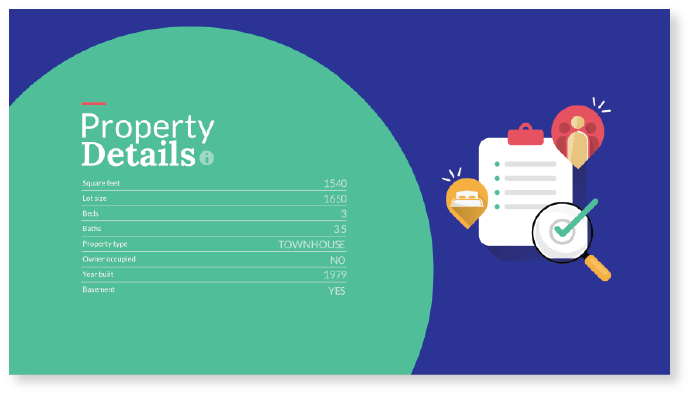 Property
Details
Square feet 1540
Lot size 1650
Beds 3
Baths 3.5
Property type TOWNHOUSE
Owner occupied NO
Year built 1979
Basement YES